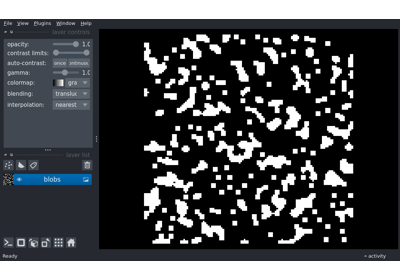 File View Plugins Window Help
layer controls
opacity: 1.0
contrast limits:
auto-contrast: once continuous
gamma: 1.0
colormap: gra
blending: translu
interpolation: nearest
layer list
blobs
Ready activity